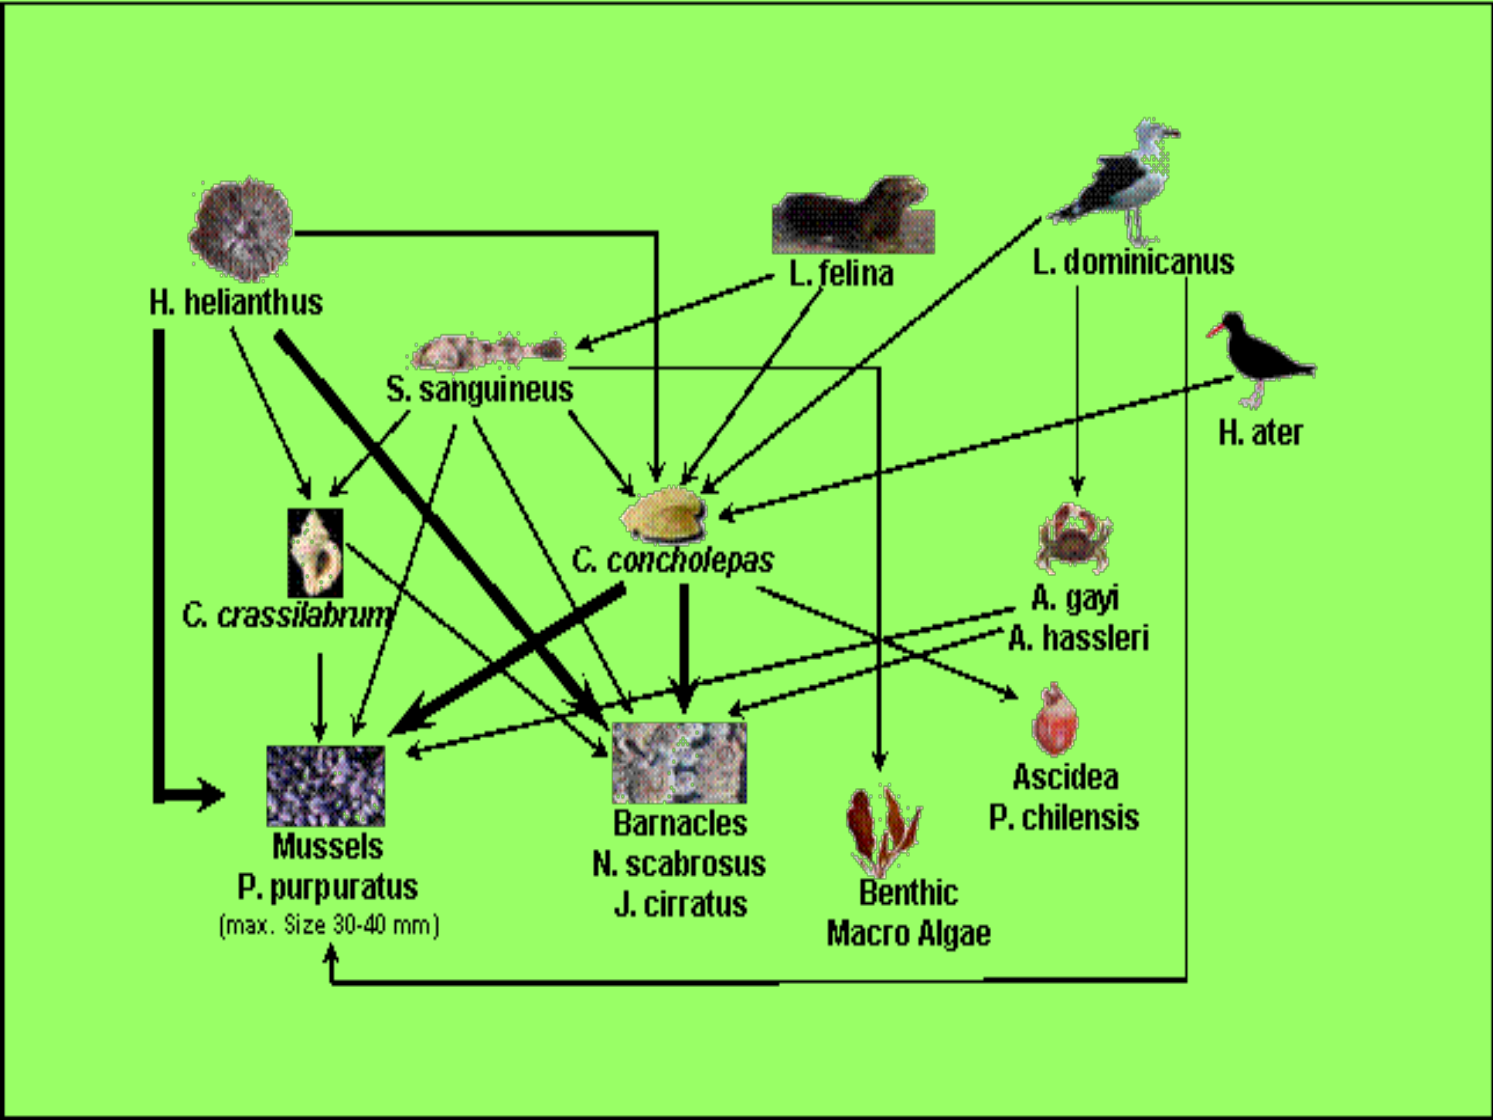 L. felina
L. dominicanus
H. helianthus
S. sanguineus
H. ater
C. concholepas
C. crassilabrum
A. gayi
A. hassleri
Ascidea
P. chilensis
Mussels
P. purpuratus
(max. Size 30-40 mm)
Barnacles
N. scabrosus
J. cirratus
Benthic
Macro Algae